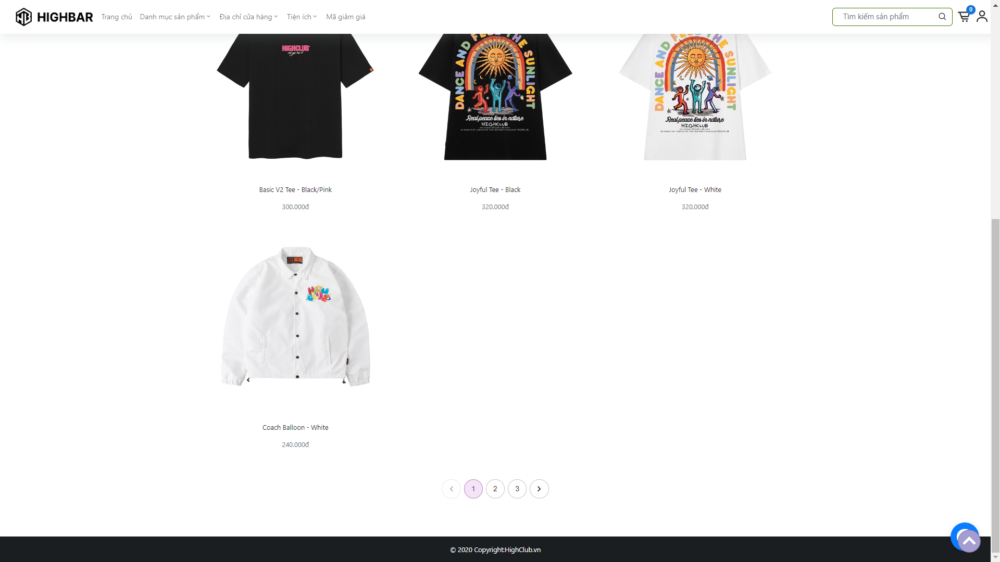 HIGHBAR Trang chủ Danh mục sản phẩm Địa chỉ cửa hàng Tiện ích Mã giảm giá Tìm kiếm sản phẩm 0
HIGHCLUB
DANCE AND FEEL THE SUNLIGHT
Real peace lies in nature
HIGHCLUB
DANCE AND FEEL THE SUNLIGHT
Real peace lies in nature
HIGHCLUB
Basic V2 Tee - Black/Pink
300.000đ
Joyful Tee - Black
320.000đ
Joyful Tee - White
320.000đ
HIGH
CLUB
Coach Balloon - White
240.000đ
1 2 3
© 2020 Copyright:HighClub.vn